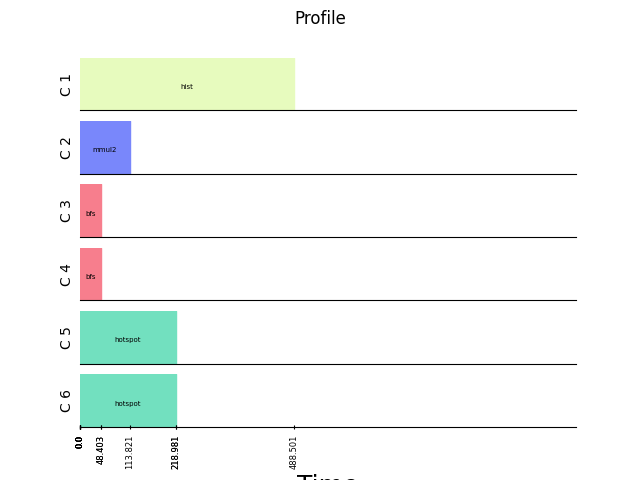 Profile
C 1
hist
C 2
mmul2
C 3
bfs
C 4
bfs
C 5
hotspot
C 6
hotspot
0.0
48.403
113.821
218.981
488.501
Time